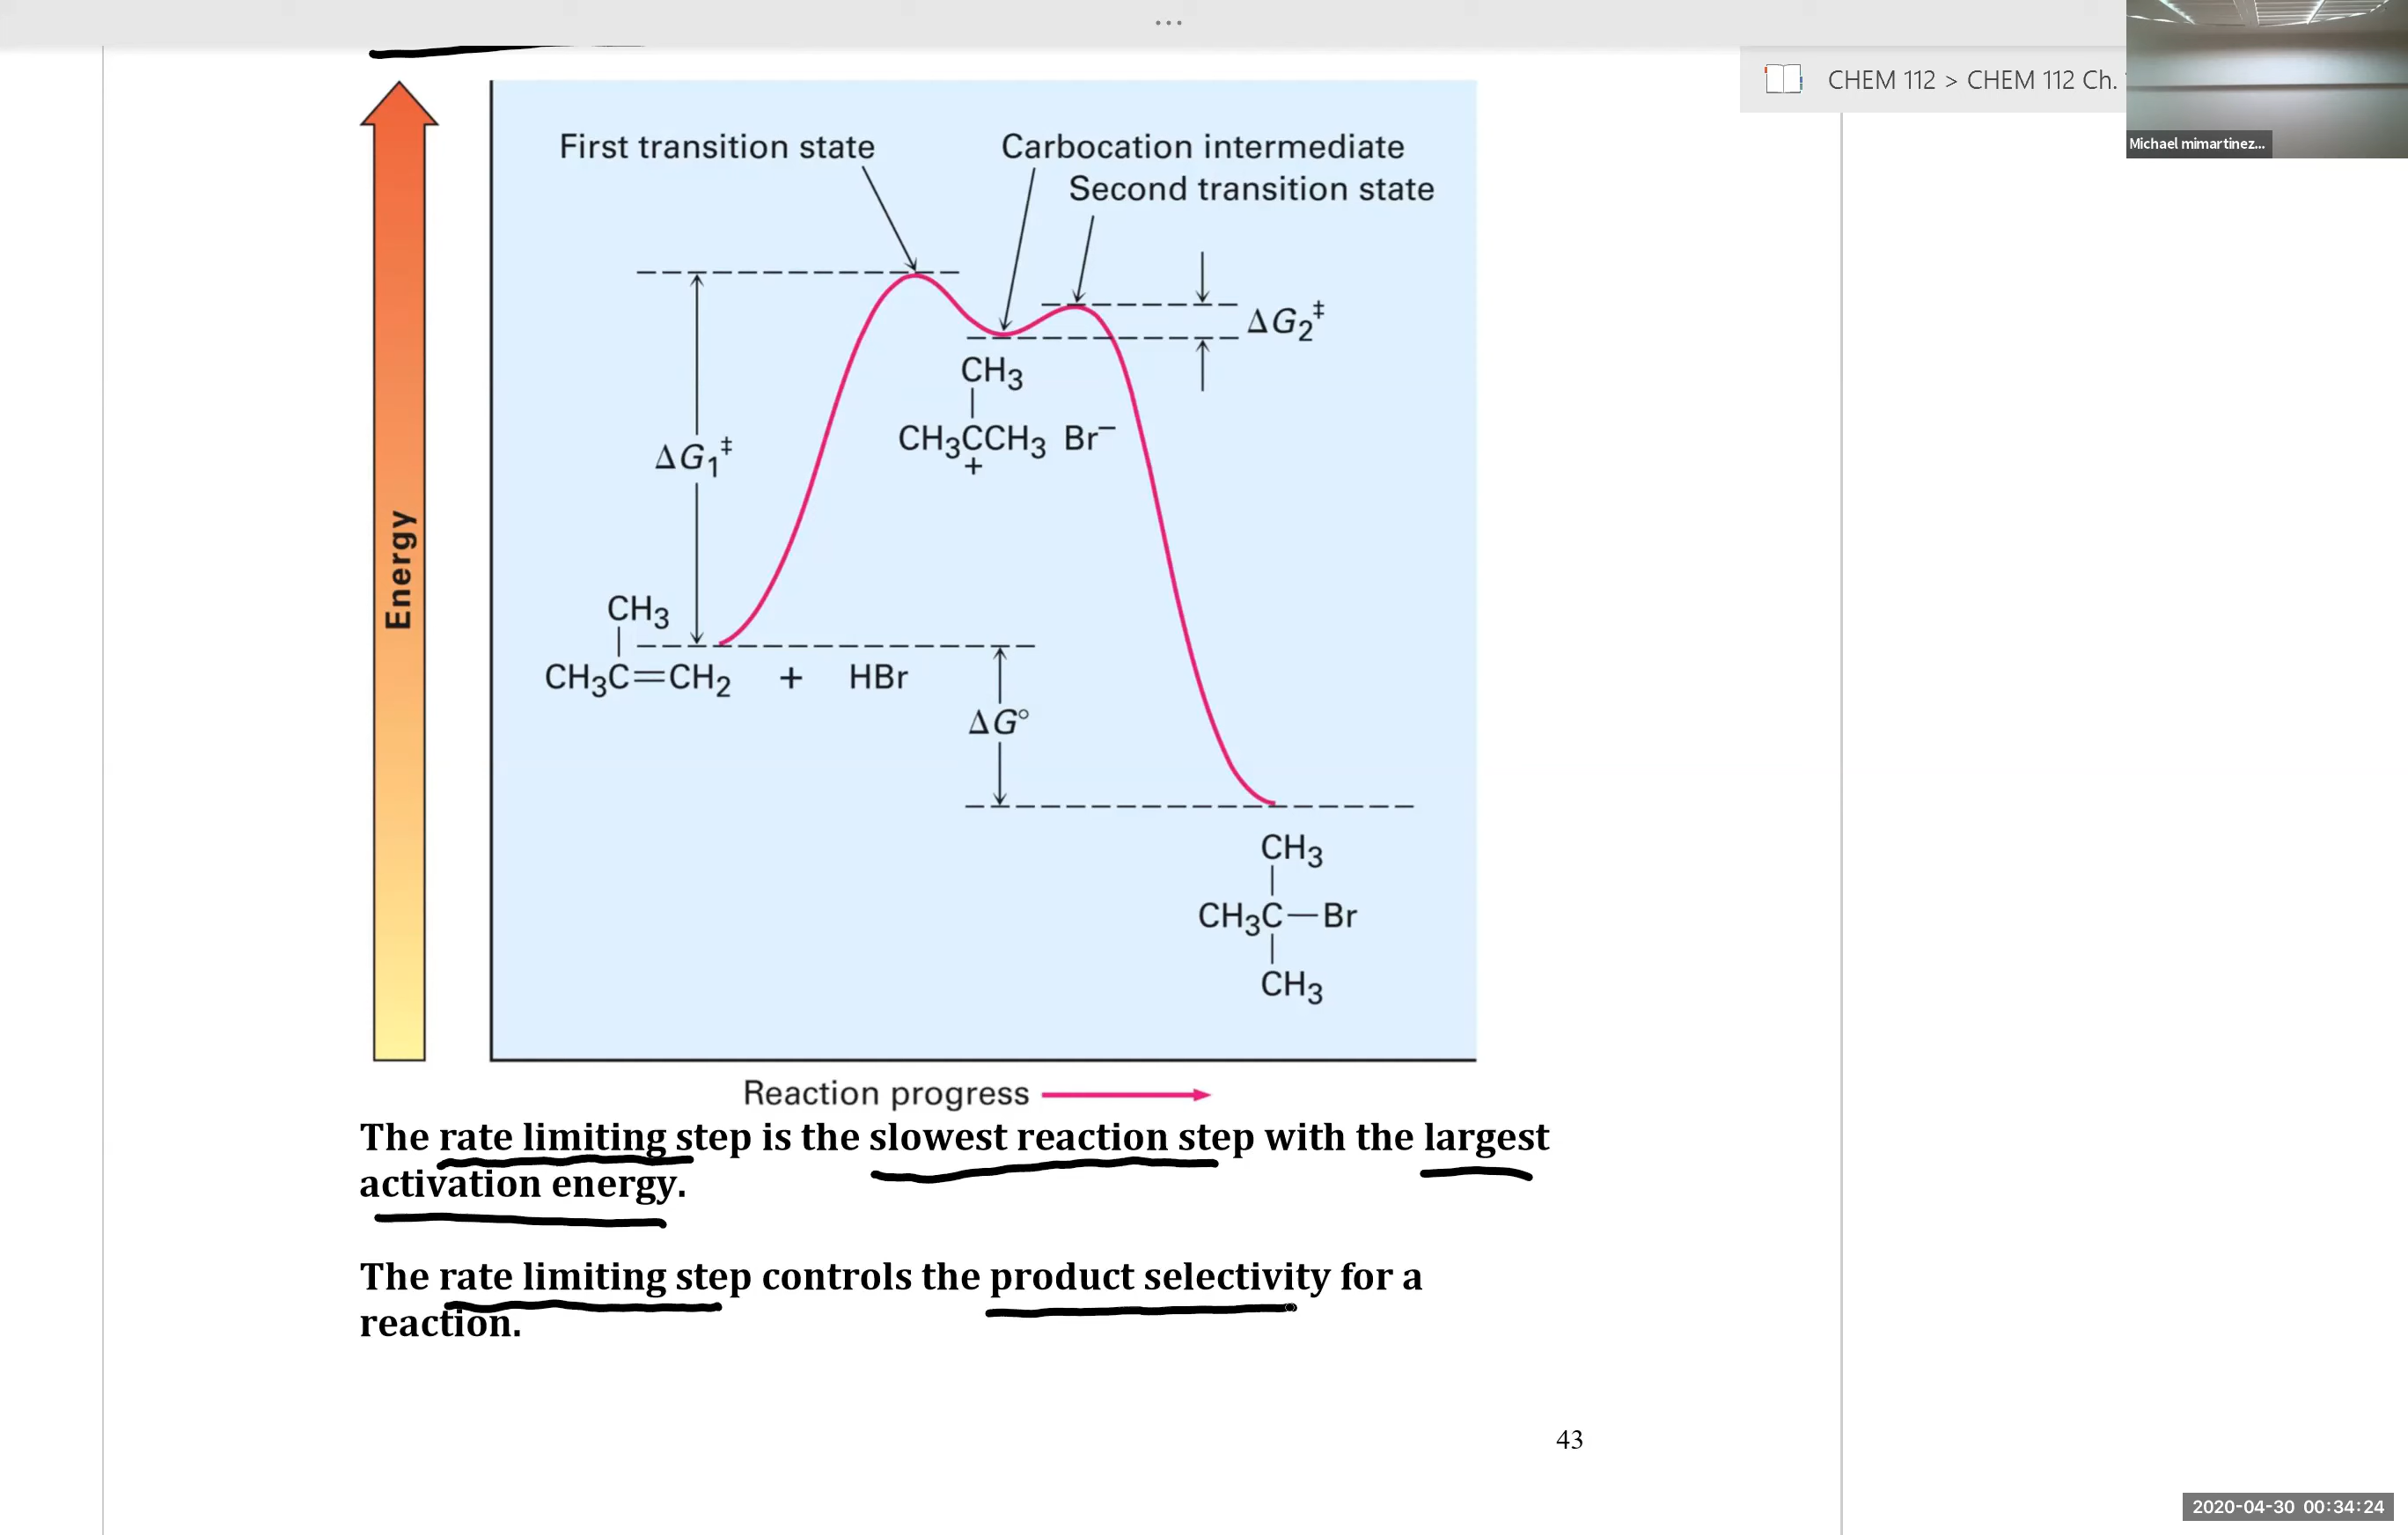 ...
CHEM 112 > CHEM 112 Ch.
Michael mimartinez...
First transition state
Carbocation intermediate
Second transition state
ΔG₂‡
CH₃
CH₃CCH₃ Br⁻
+
ΔG₁‡
Energy
CH₃
CH₃C=CH₂ + HBr
ΔG°
CH₃
CH₃C—Br
CH₃
Reaction progress
The rate limiting step is the slowest reaction step with the largest
activation energy.
The rate limiting step controls the product selectivity for a
reaction.
43
2020-04-30 00:34:24